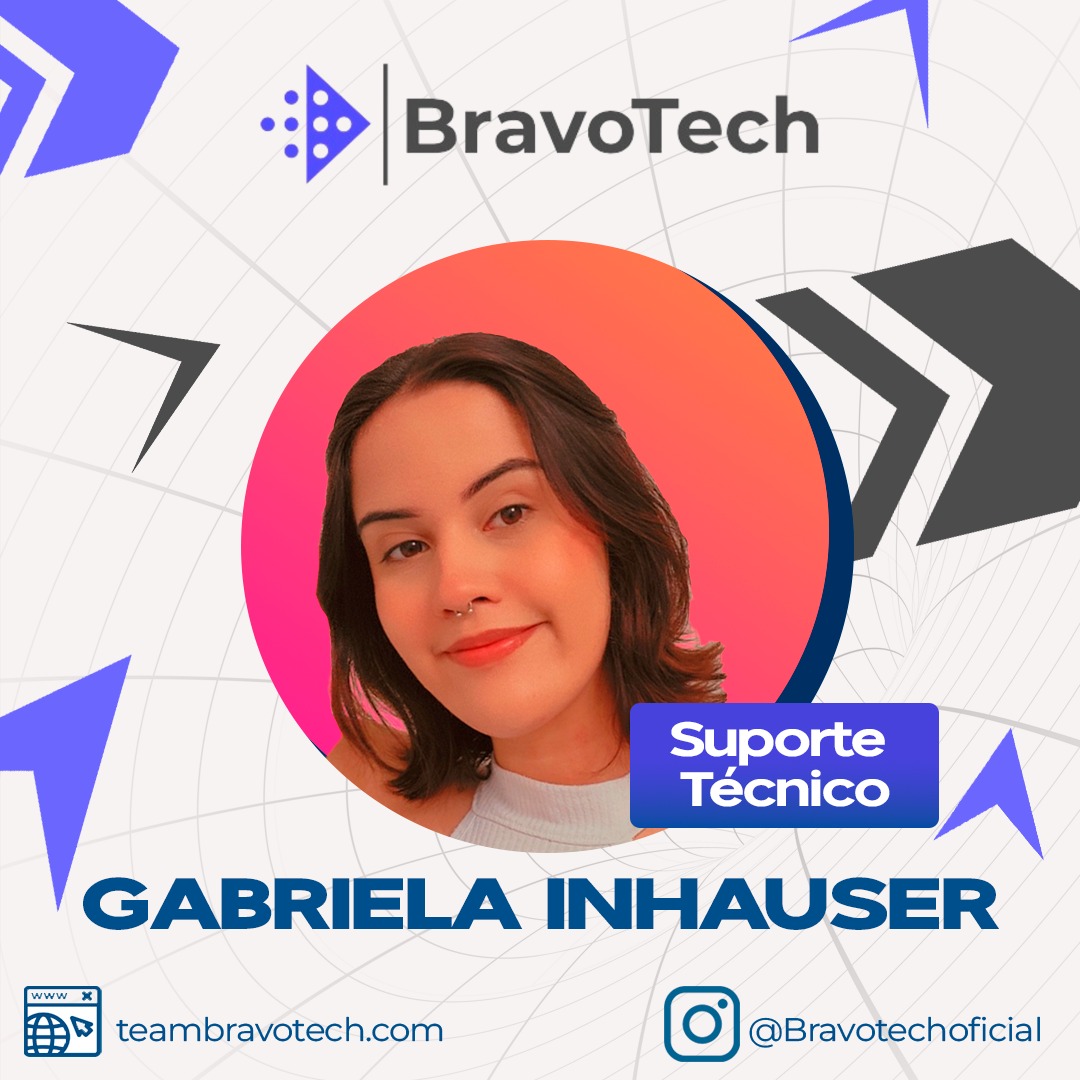 BravoTech
Suporte
Técnico
GABRIELA INHAUSER
www
teambravotech.com
@Bravotechoficial